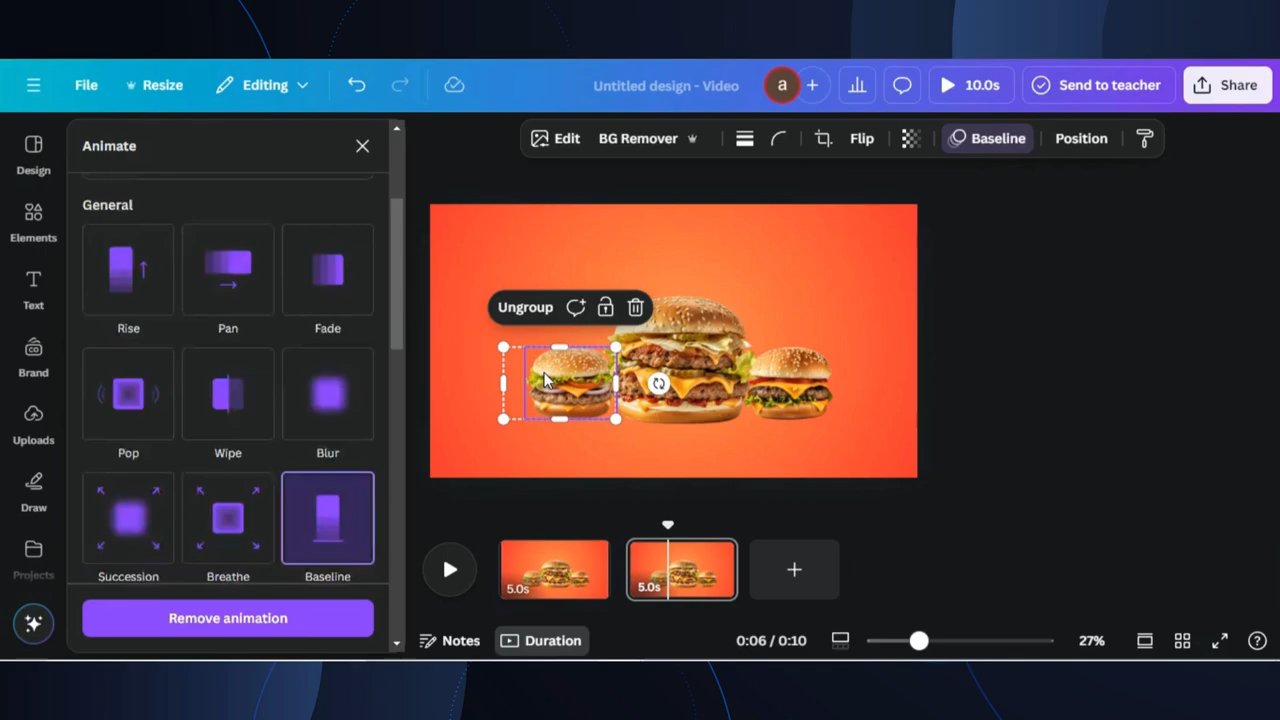 File
Resize
Editing
Untitled design - Video
a
10.0s
Send to teacher
Share
Design
Elements
Text
Brand
Uploads
Draw
Projects
Animate
General
Rise
Pan
Fade
Pop
Wipe
Blur
Succession
Breathe
Baseline
Remove animation
Edit
BG Remover
Flip
Baseline
Position
Ungroup
5.0s
5.0s
Notes
Duration
0:06 / 0:10
27%